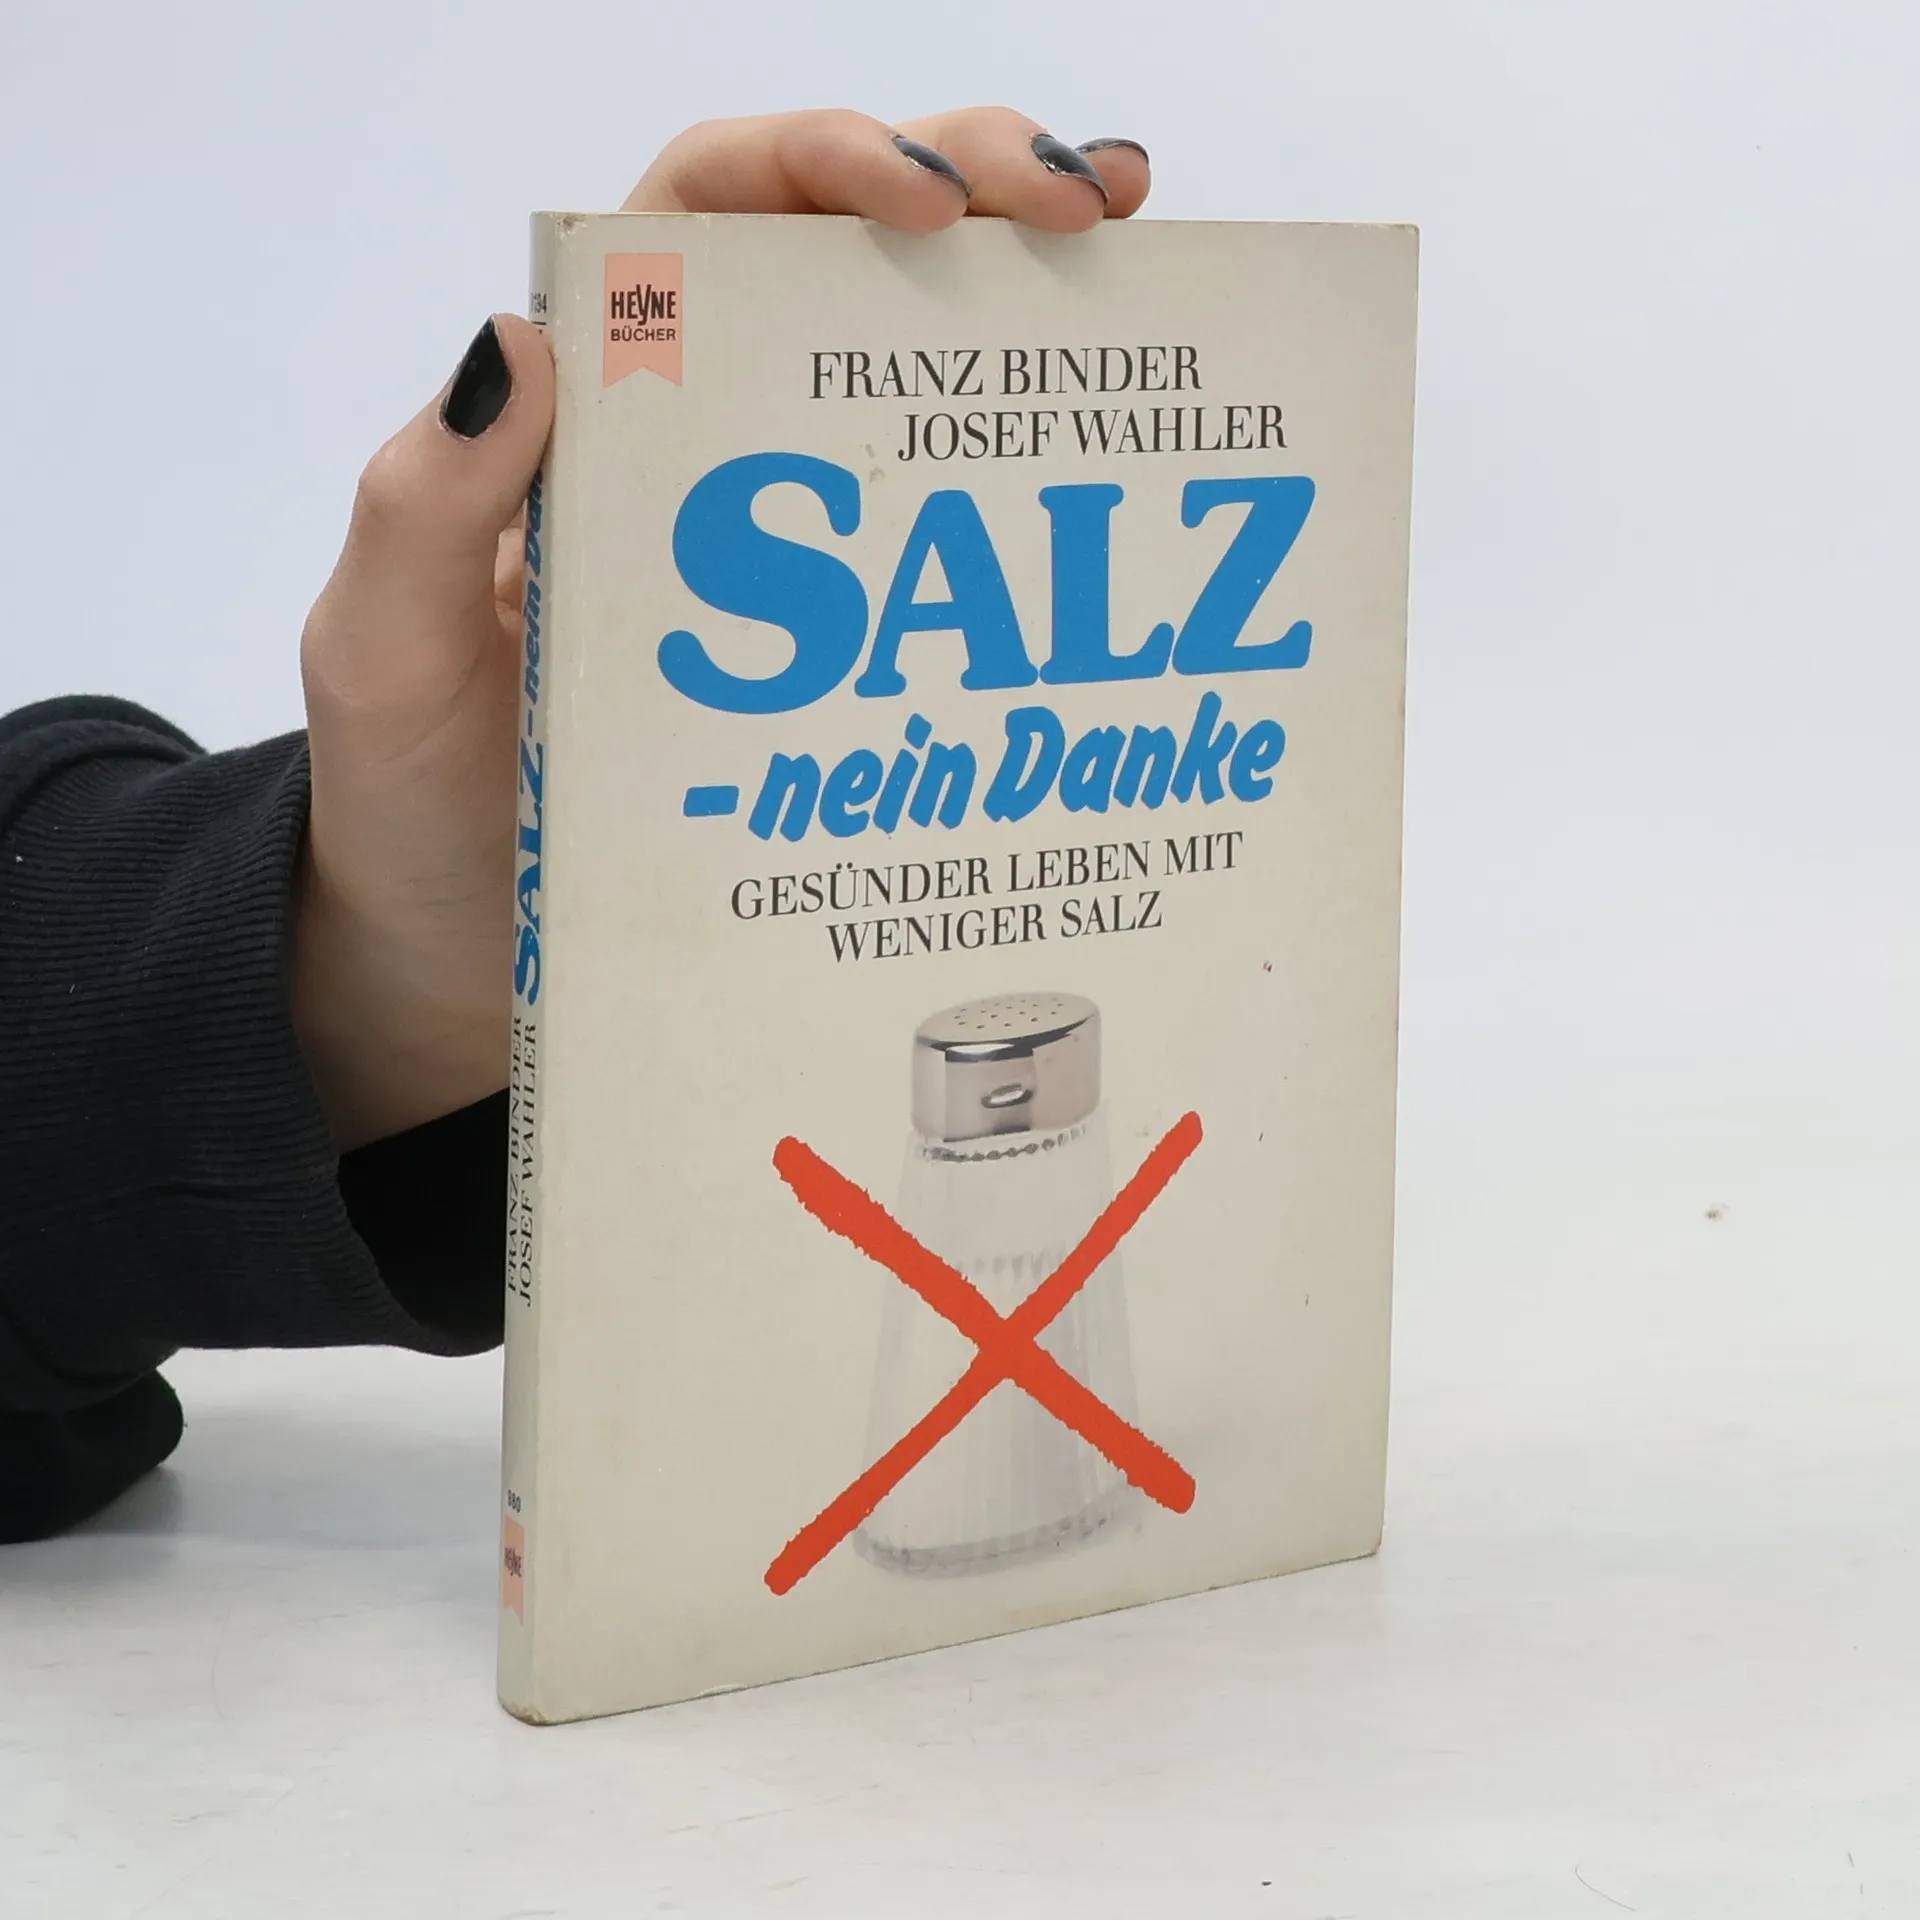 HEYNE
BÜCHER
FRANZ BINDER
JOSEF WAHLER
SALZ
-nein Danke
GESÜNDER LEBEN MIT
WENIGER SALZ
SALZ-nein
FRANZ BINDER
JOSEF WAHLER
HEYNE